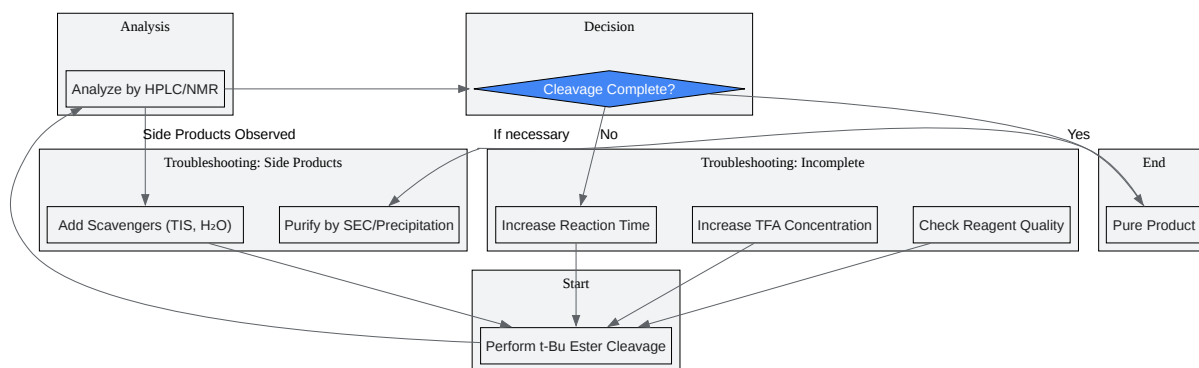 Analysis
Decision
Analyze by HPLC/NMR
Cleavage Complete?
Side Products Observed
If necessary
No
Yes
Troubleshooting: Side Products
Troubleshooting: Incomplete
End
Add Scavengers (TIS, H₂O)
Purify by SEC/Precipitation
Increase Reaction Time
Increase TFA Concentration
Check Reagent Quality
Pure Product
Start
Perform t-Bu Ester Cleavage